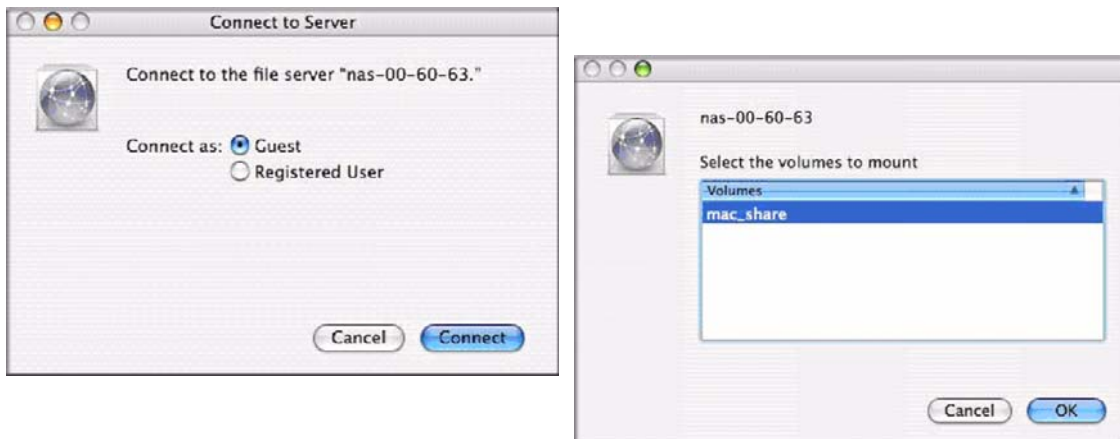 Connect to Server
Connect to the file server "nas-00-60-63."
Connect as: Guest
Registered User
Cancel Connect
nas-00-60-63
Select the volumes to mount
Volumes
mac_share
Cancel OK